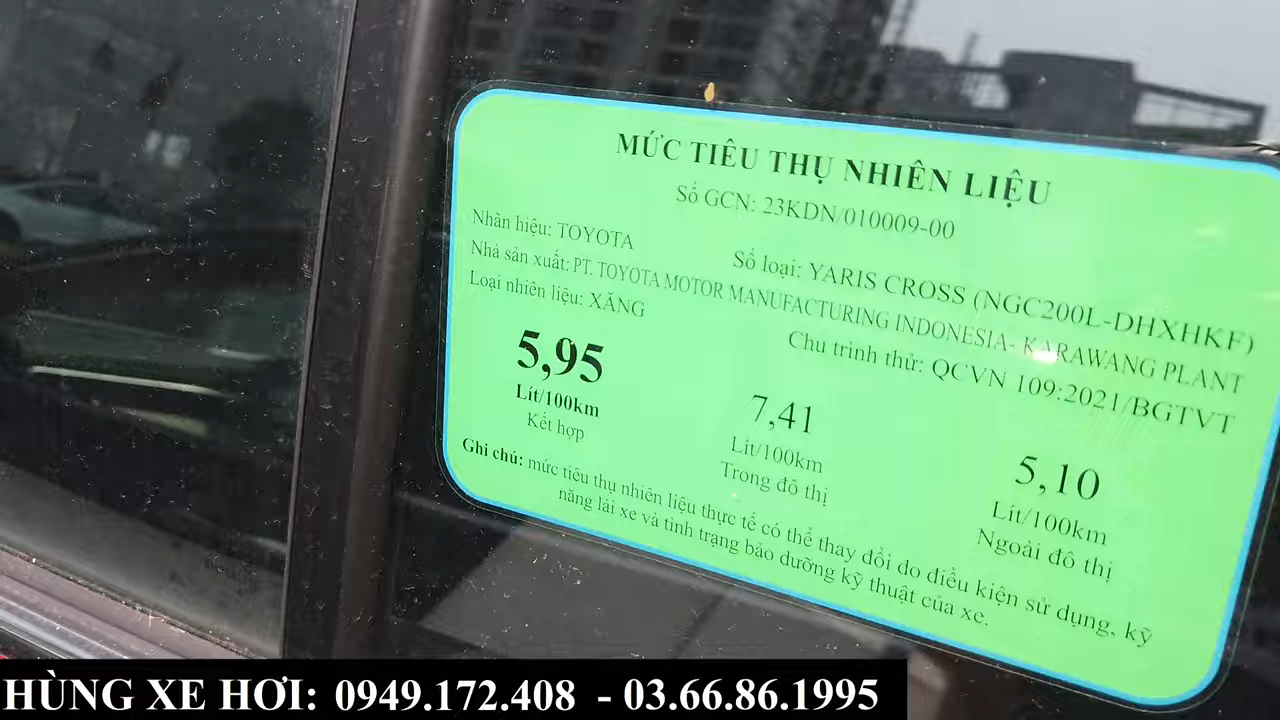 MỨC TIÊU THỤ NHIÊN LIỆU
Số GCN: 23KDN/010009-00
Nhãn hiệu: TOYOTA
Số loại: YARIS CROSS (NGC200L-DHXHKF)
Nhà sản xuất: PT. TOYOTA MOTOR MANUFACTURING INDONESIA- KARAWANG PLANT
Loại nhiên liệu: XĂNG
Chu trình thử: QCVN 109:2021/BGTVT
5,95
Lít/100km
Kết hợp
7,41
Lít/100km
Trong đô thị
5,10
Lít/100km
Ngoài đô thị
Ghi chú: mức tiêu thụ nhiên liệu thực tế có thể thay đổi do điều kiện sử dụng, kỹ
năng lái xe và tình trạng bảo dưỡng kỹ thuật của xe.
HÙNG XE HƠI: 0949.172.408 - 03.66.86.1995